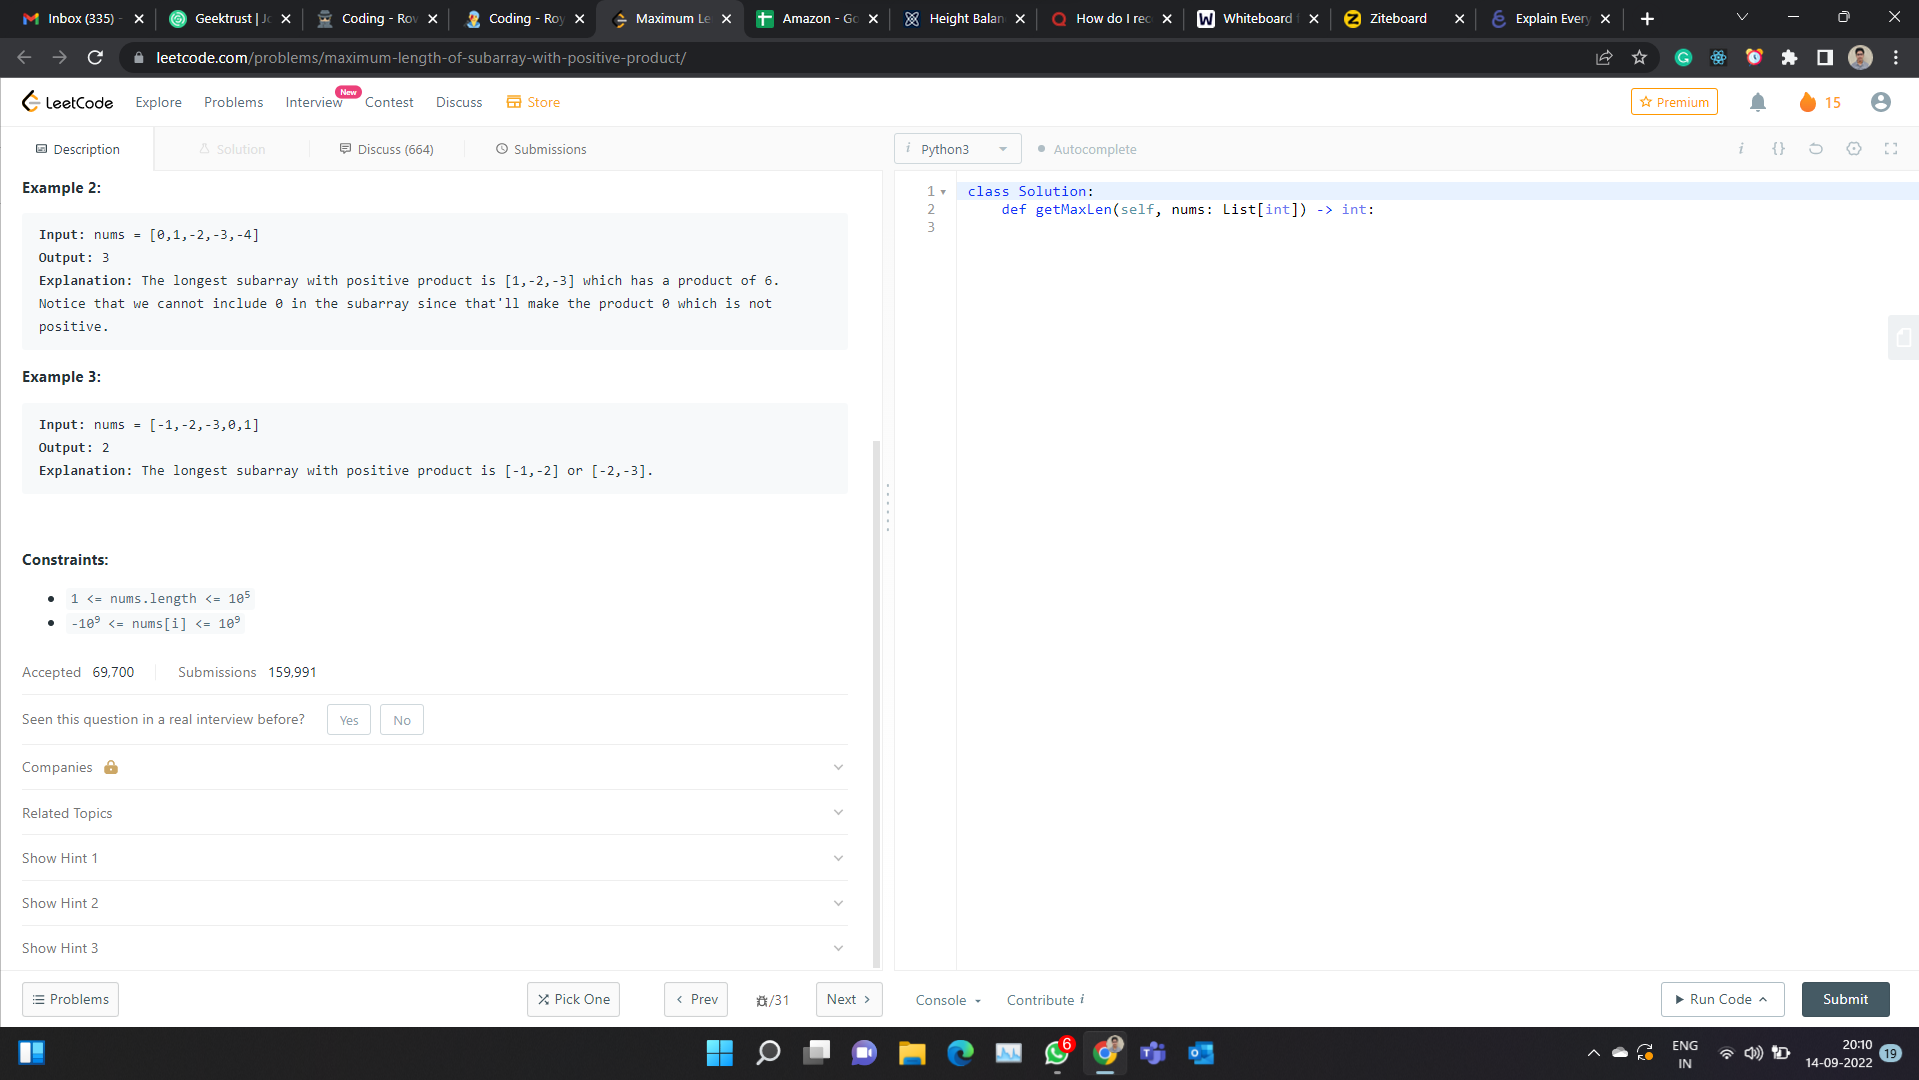 Inbox (335) -
Geektrust | Jo
Coding - Rov
Coding - Roy
Maximum Le
Amazon - Go
Height Balan
How do I rec
Whiteboard f
Ziteboard
Explain Every
leetcode.com/problems/maximum-length-of-subarray-with-positive-product/
LeetCode Explore Problems Interview New Contest Discuss Store
Premium 15
Description Solution Discuss (664) Submissions
i Python3 Autocomplete i {}
Example 2:
Input: nums = [0,1,-2,-3,-4]
Output: 3
Explanation: The longest subarray with positive product is [1,-2,-3] which has a product of 6.
Notice that we cannot include 0 in the subarray since that'll make the product 0 which is not
positive.
Example 3:
Input: nums = [-1,-2,-3,0,1]
Output: 2
Explanation: The longest subarray with positive product is [-1,-2] or [-2,-3].
Constraints:
1 <= nums.length <= 10⁵
-10⁹ <= nums[i] <= 10⁹
Accepted 69,700 Submissions 159,991
Seen this question in a real interview before? Yes No
Companies
Related Topics
Show Hint 1
Show Hint 2
Show Hint 3
1 class Solution:
2 def getMaxLen(self, nums: List[int]) -> int:
3
Problems Pick One Prev /31 Next Console Contribute i Run Code Submit
6
ENG
IN
20:10
14-09-2022
19